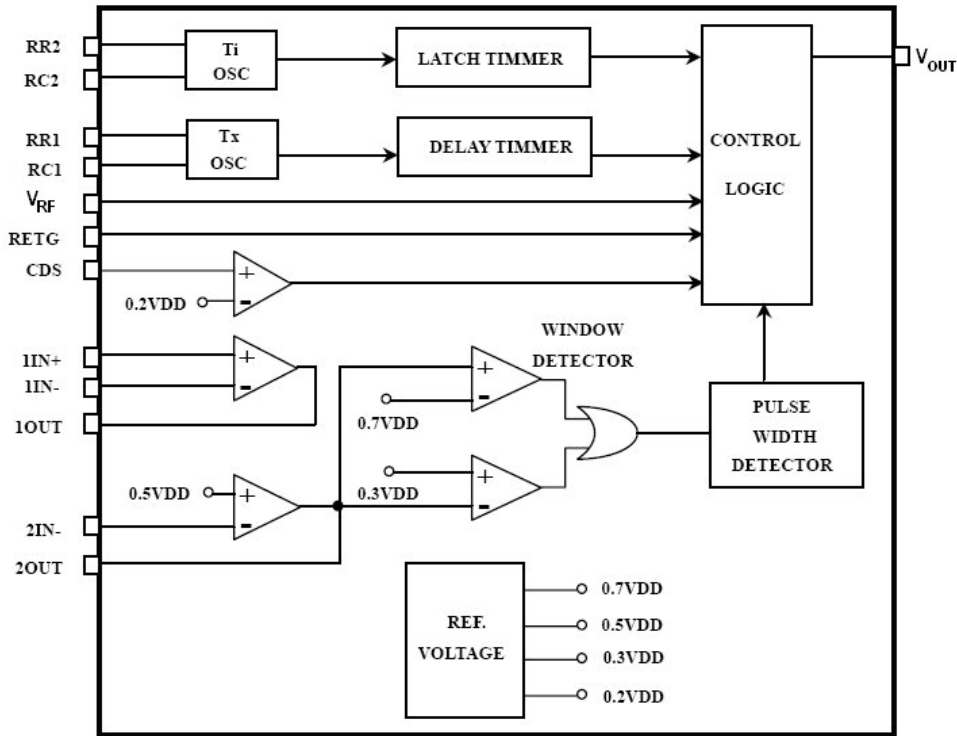 RR2
RC2
Ti
OSC
LATCH TIMMER
RR1
RC1
Tx
OSC
DELAY TIMMER
CONTROL
LOGIC
VOUT
VRF
RETG
CDS
+
-
0.2VDD
1IN+
1IN-
1OUT
+
-
WINDOW
DETECTOR
+
-
0.7VDD
+
-
0.3VDD
PULSE
WIDTH
DETECTOR
0.5VDD
+
-
2IN-
2OUT
REF.
VOLTAGE
0.7VDD
0.5VDD
0.3VDD
0.2VDD